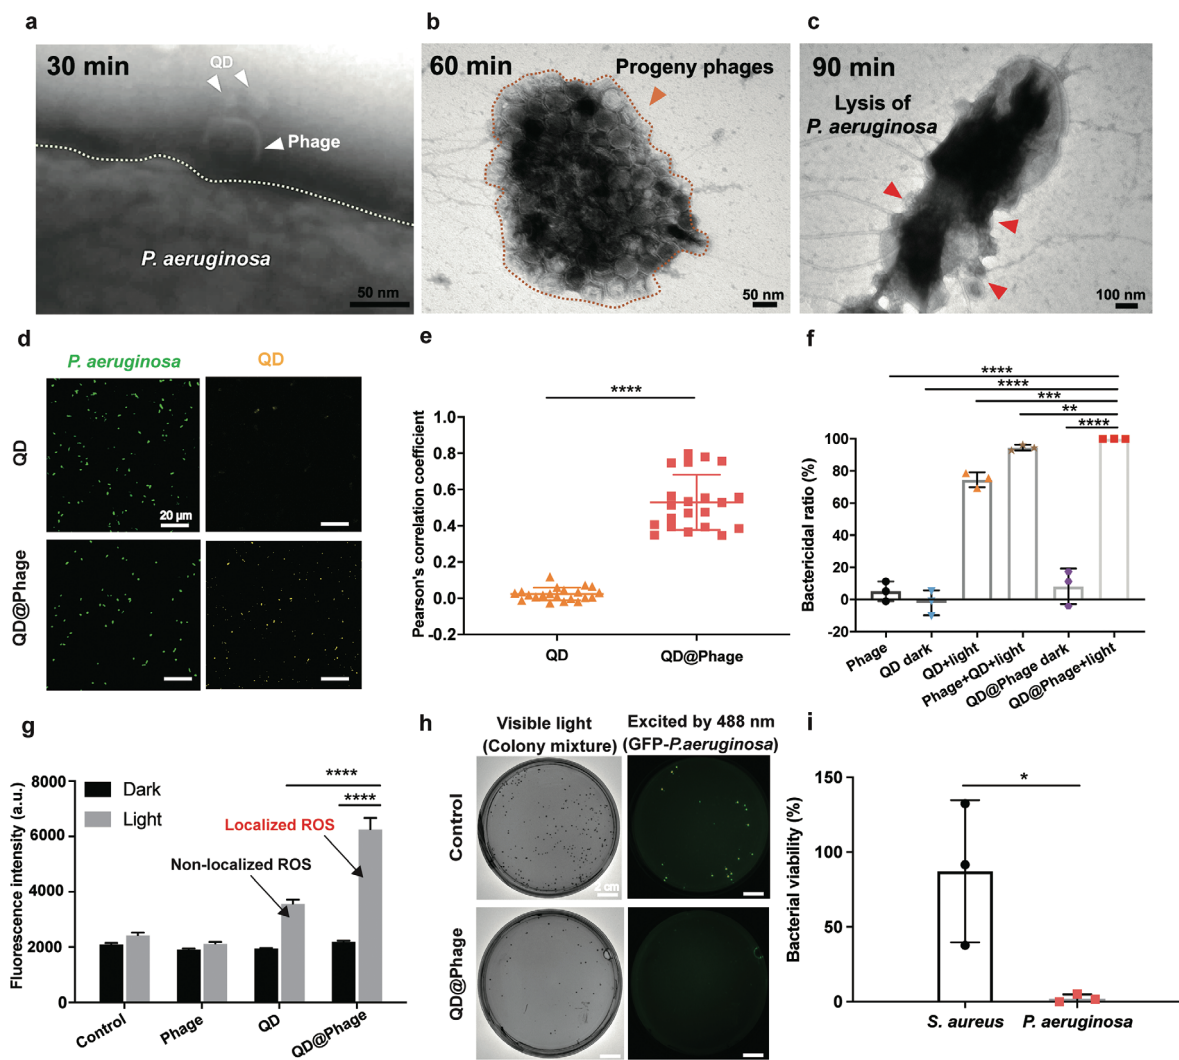 a
30 min
QD
Phage
P. aeruginosa
50 nm
b
60 min
Progeny phages
50 nm
c
90 min
Lysis of
P. aeruginosa
100 nm
d
P. aeruginosa
QD
QD
20 µm
QD@Phage
e
Pearson's correlation coefficient
****
1.0
0.8
0.6
0.4
0.2
0.0
-0.2
QD
QD@Phage
f
Bactericidal ratio (%)
****
****
***
**
****
100
80
60
40
20
0
-20
Phage
QD dark
QD+light
Phage+QD+light
QD@Phage dark
QD@Phage+light
g
Fluorescence intensity (a.u.)
8000
6000
4000
2000
0
Dark
Light
****
****
Localized ROS
Non-localized ROS
Control
Phage
QD
QD@Phage
h
Visible light
(Colony mixture)
Excited by 488 nm
(GFP-P.aeruginosa)
Control
2 cm
QD@Phage
i
Bacterial viability (%)
150
100
50
0
*
S. aureus
P. aeruginosa